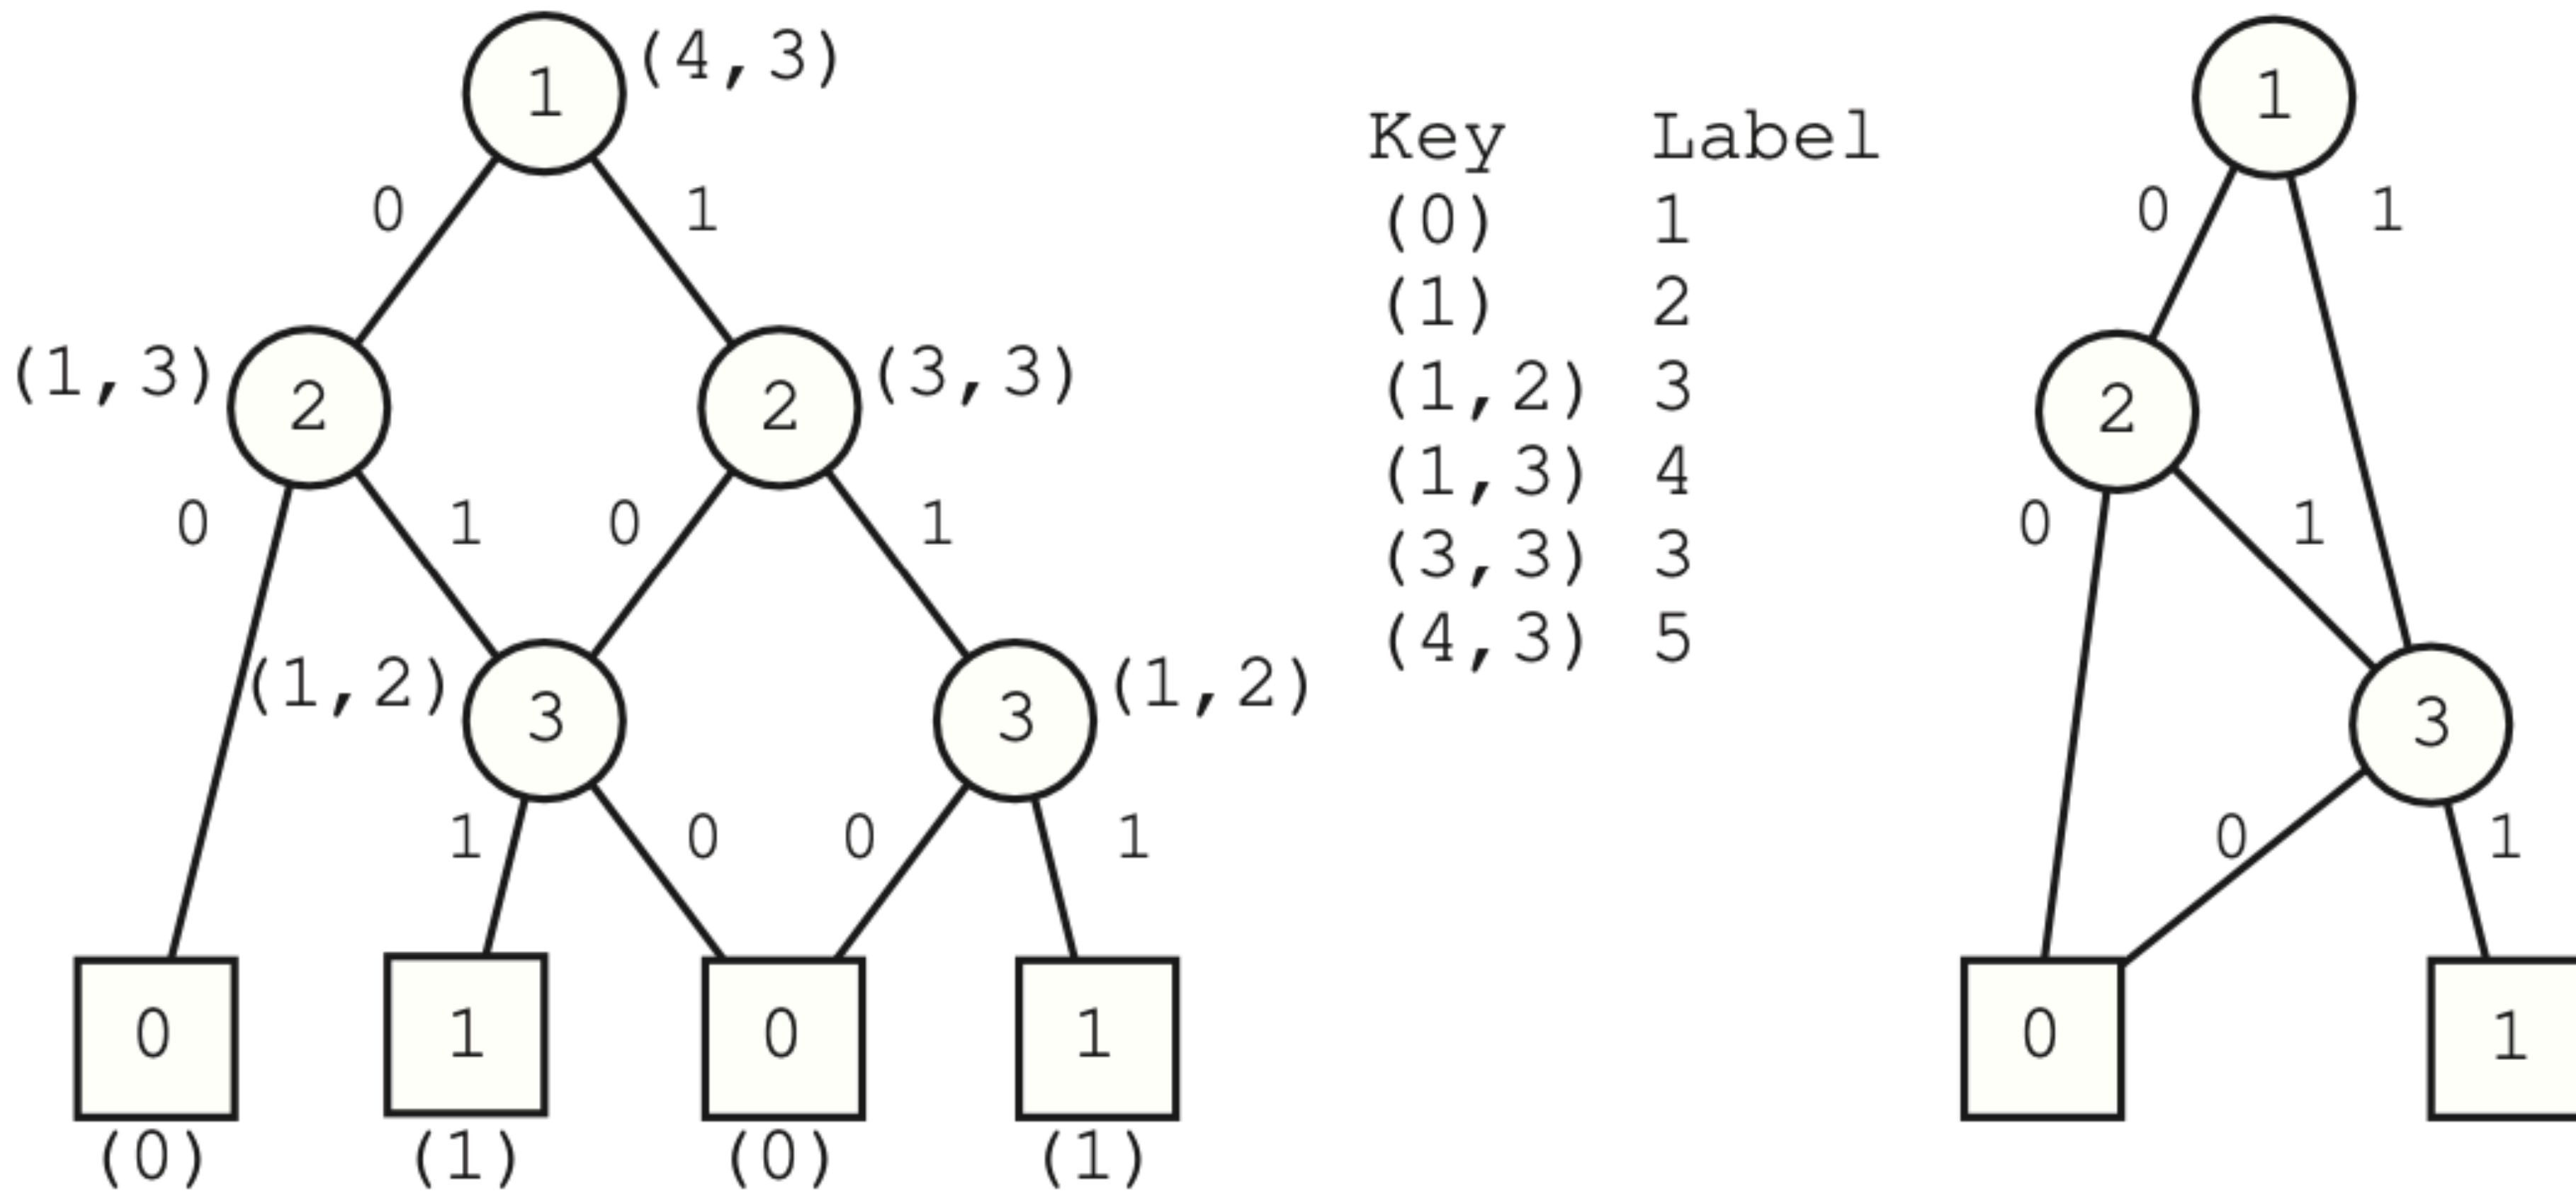 1 (4,3)
0 1
(1,3) 2 2 (3,3)
0 1 0 1
(1,2) 3 3 (1,2)
1 0 0 1
0 1 0 1
(0) (1) (0) (1)
Key Label
(0) 1
(1) 2
(1,2) 3
(1,3) 4
(3,3) 3
(4,3) 5
1
0 1
2
0 1
3
0 1
0 1